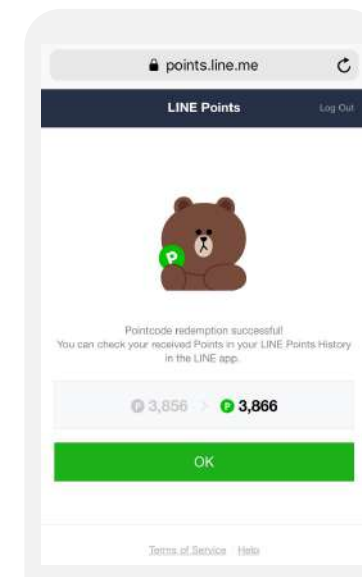 points.line.me
LINE Points Log Out
P
Pointcode redemption successful!
You can check your received Points in your LINE Points History
in the LINE app.
P 3,856 > P 3,866
OK
Terms of Service Help